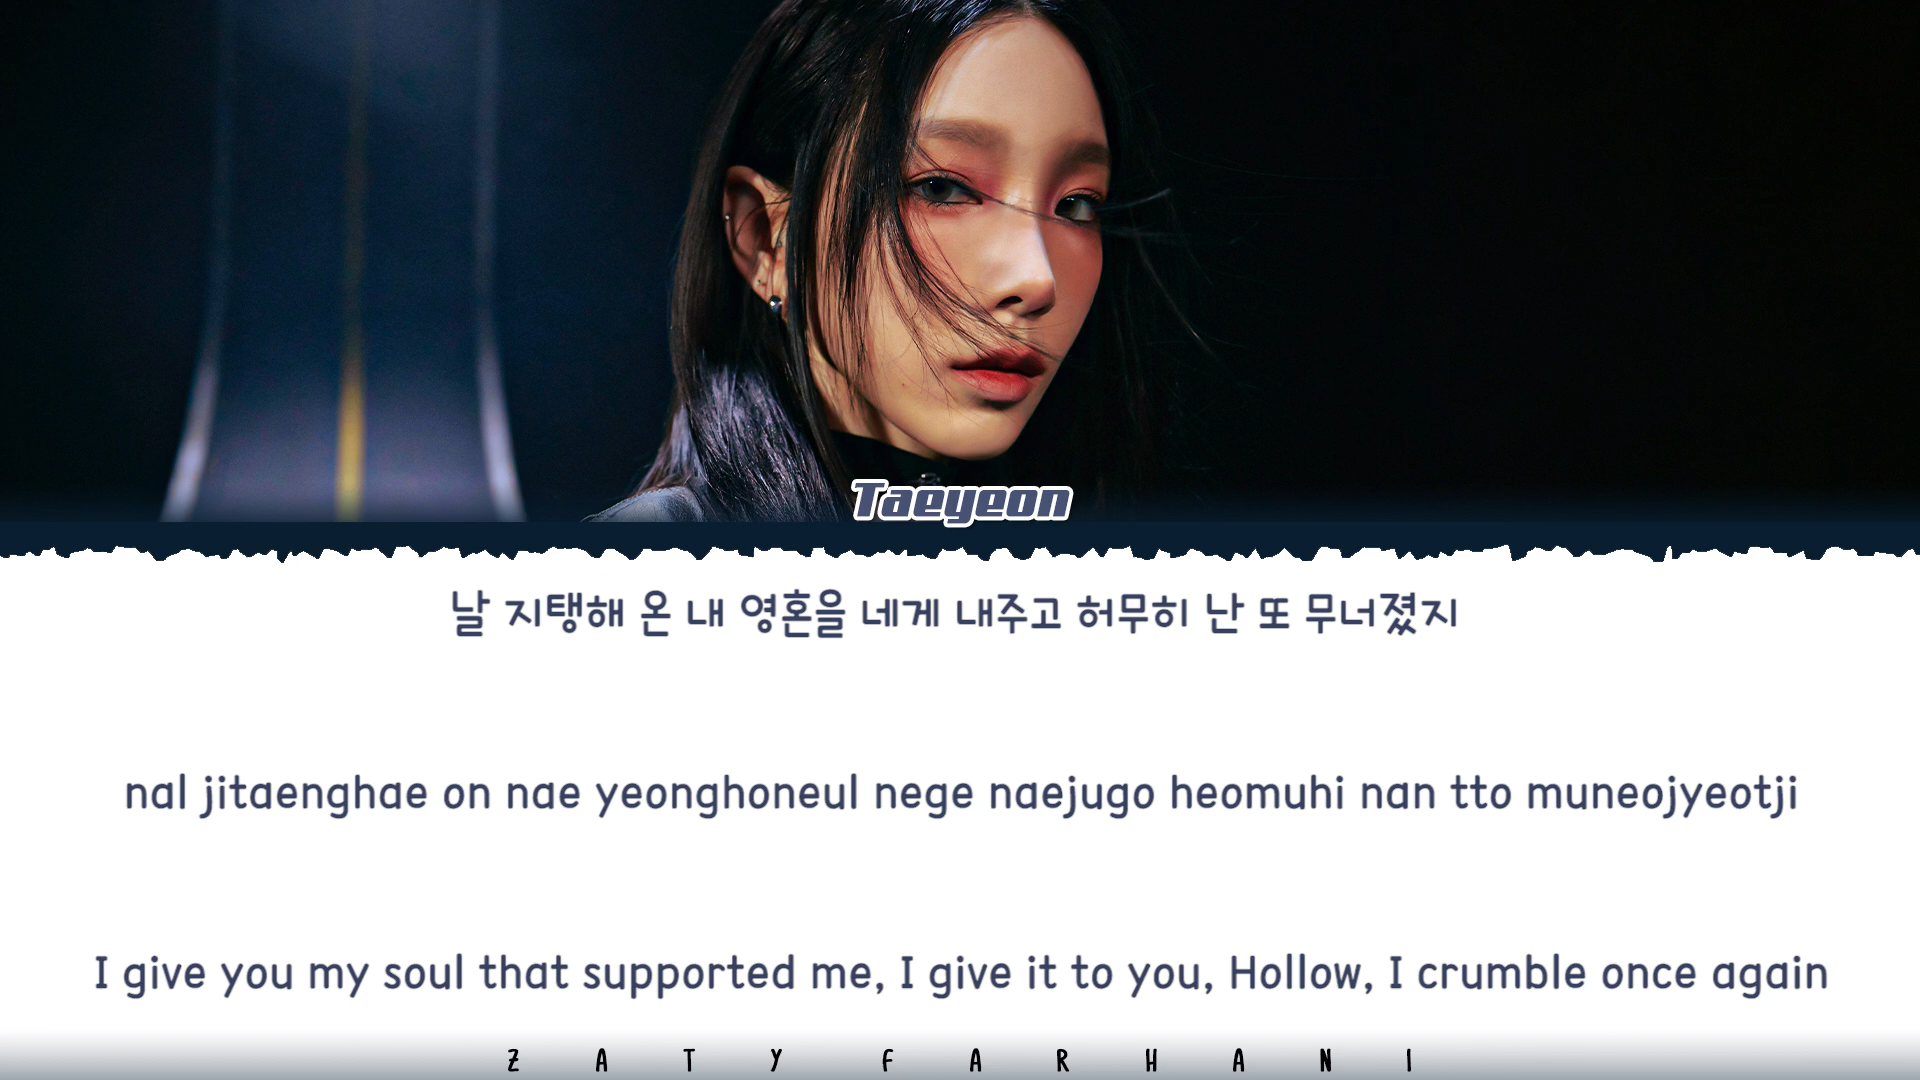 Taeyeon
날 지탱해 온 내 영혼을 네게 내주고 허무히 난 또 무너졌지
nal jitaenghae on nae yeonghoneul nege naejugo heomuhi nan tto muneojyeotji
I give you my soul that supported me, I give it to you, Hollow, I crumble once again
ZATY FARHANI